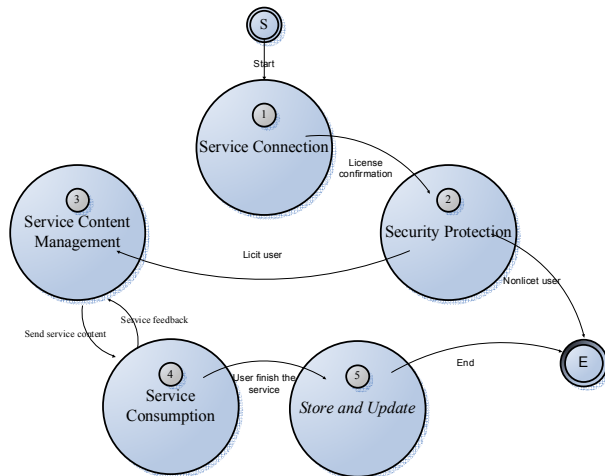 S
Start
1
Service Connection
License
confirmation
2
Security Protection
3
Service Content
Management
Licit user
Nonlicet user
Send service content
Service feedback
4
Service
Consumption
User finish the
service
5
Store and Update
End
E